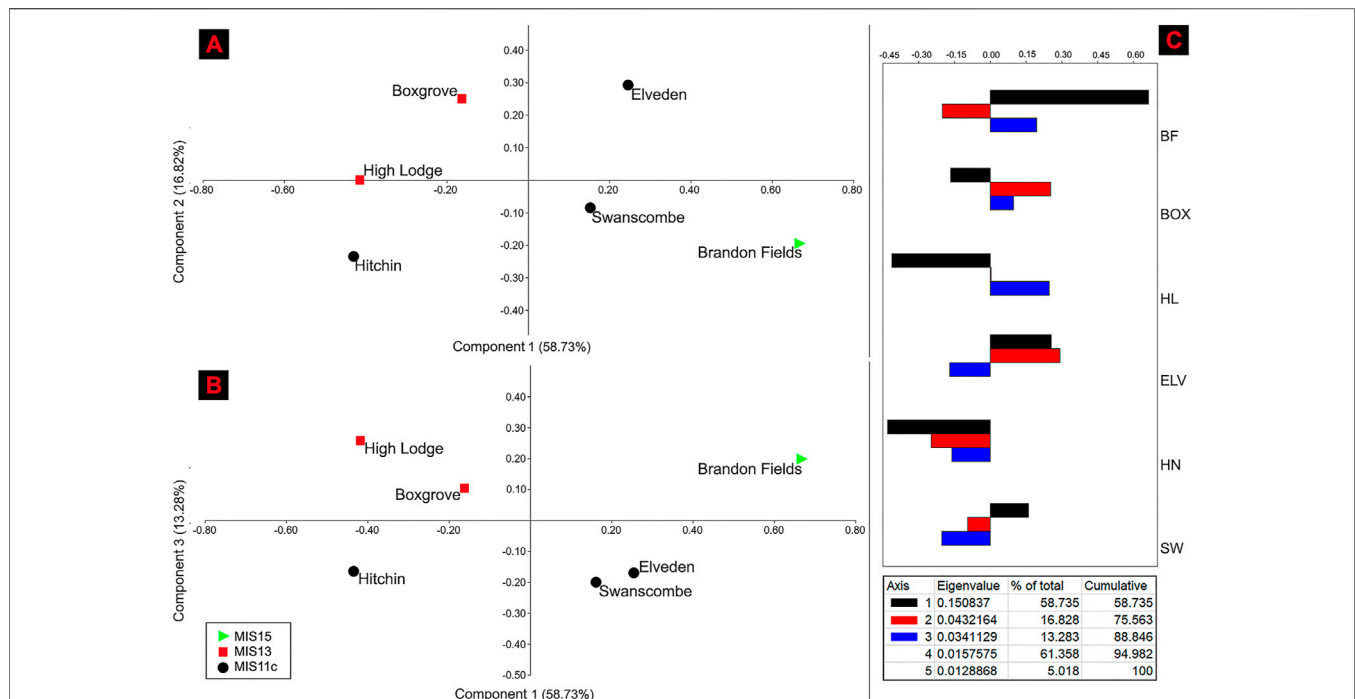 A
0.40
0.30
0.20
0.10
-0.10
-0.20
-0.30
-0.40
-0.80
-0.60
-0.40
-0.20
0.20
0.40
0.60
0.80
Boxgrove
Elveden
High Lodge
Swanscombe
Brandon Fields
Hitchin
Component 2 (16.82%)
Component 1 (58.73%)
B
0.40
0.30
0.20
0.10
-0.10
-0.20
-0.30
-0.50
-0.80
-0.60
-0.40
-0.20
0.20
0.40
0.60
0.80
High Lodge
Brandon Fields
Boxgrove
Hitchin
Elveden
Swanscombe
Component 3 (13.28%)
MIS15
MIS13
MIS11c
Component 1 (58.73%)
C
-0.45 -0.30 -0.15 0.00 0.15 0.30 0.45 0.60
BF
BOX
HL
ELV
HN
SW
Axis Eigenvalue % of total Cumulative
1 0.150837 58.735 58.735
2 0.0432164 16.828 75.563
3 0.0341129 13.283 88.846
4 0.0157575 61.358 94.982
5 0.0128868 5.018 100